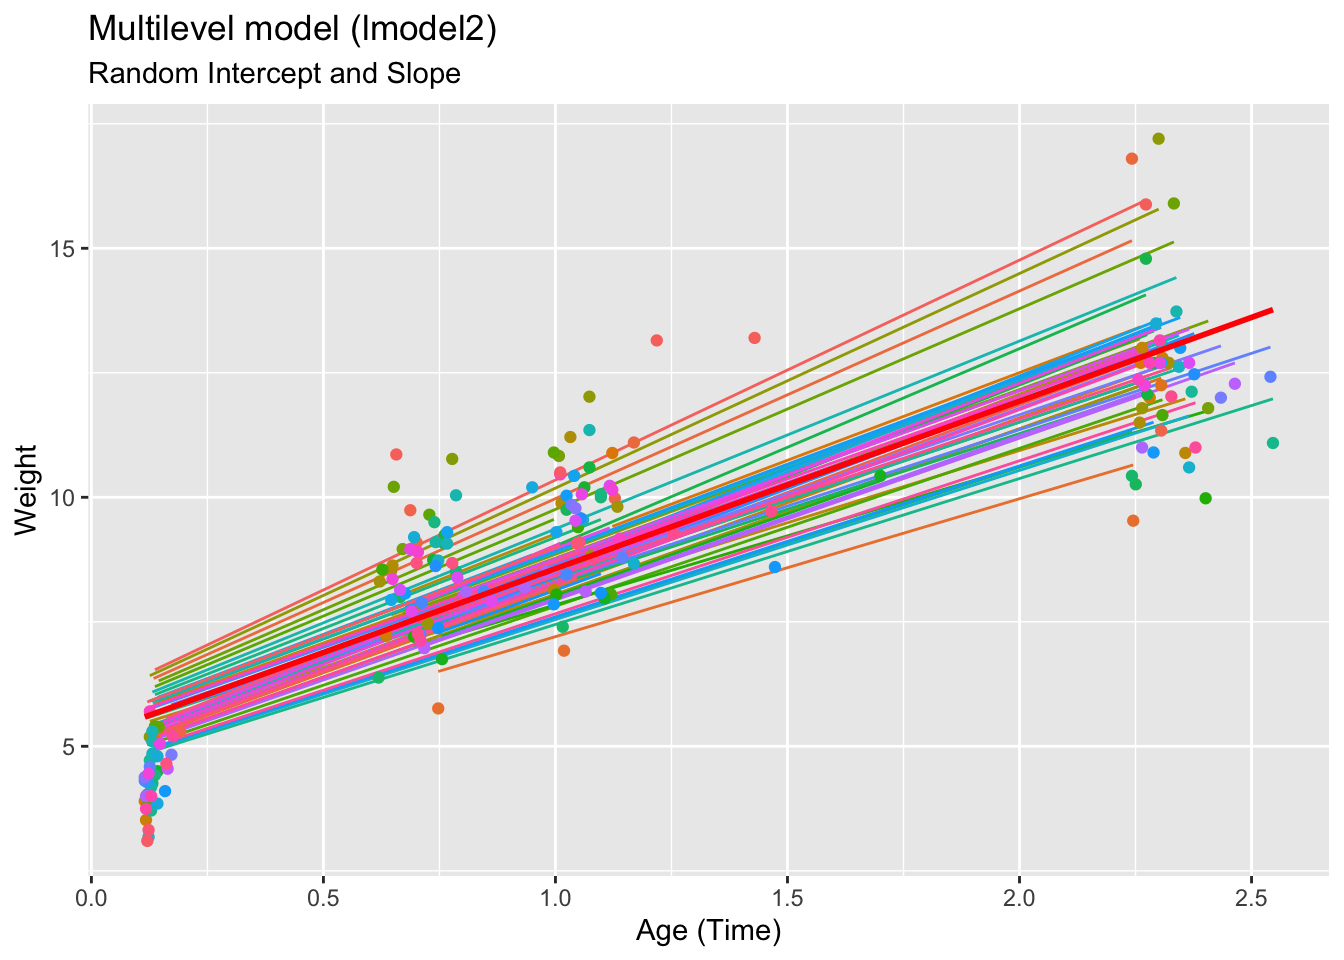 Multilevel model (lmodel2)
Random Intercept and Slope
15
10
5
Weight
0.0 0.5 1.0 1.5 2.0 2.5
Age (Time)